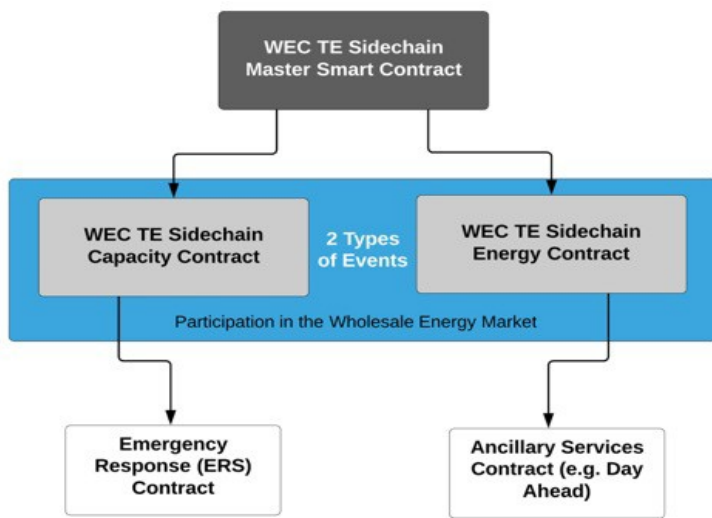 WEC TE Sidechain
Master Smart Contract
WEC TE Sidechain
Capacity Contract
2 Types
of Events
WEC TE Sidechain
Energy Contract
Participation in the Wholesale Energy Market
Emergency
Response (ERS)
Contract
Ancillary Services
Contract (e.g. Day
Ahead)